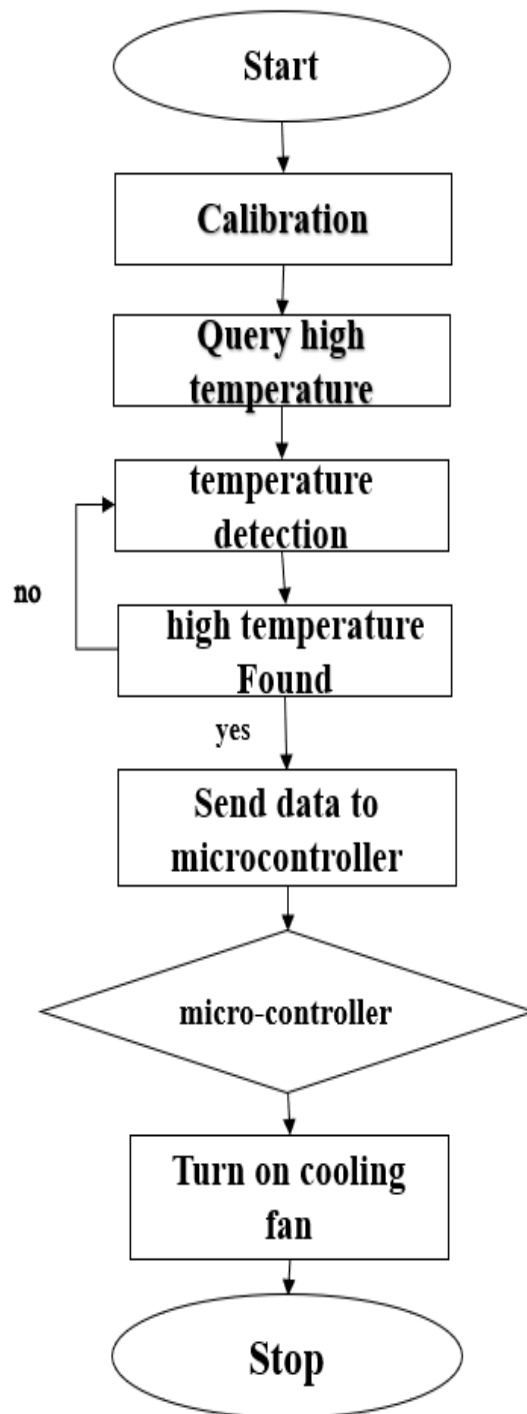 Start
Calibration
Query high
temperature
temperature
detection
no
high temperature
Found
yes
Send data to
microcontroller
micro-controller
Turn on cooling
fan
Stop